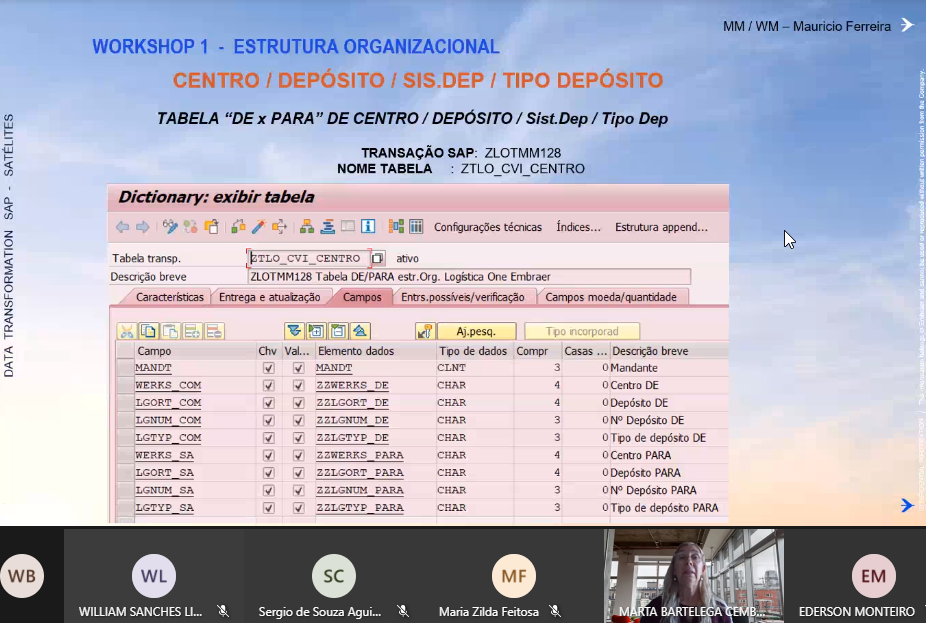 MM / WM – Mauricio Ferreira
WORKSHOP 1 - ESTRUTURA ORGANIZACIONAL
CENTRO / DEPÓSITO / SIS.DEP / TIPO DEPÓSITO
TABELA “DE x PARA” DE CENTRO / DEPÓSITO / Sist.Dep / Tipo Dep
TRANSAÇÃO SAP: ZLOTMM128
NOME TABELA : ZTLO_CVI_CENTRO
DATA TRANSFORMATION SAP - SATÉLITES
Dictionary: exibir tabela
Configurações técnicas Índices... Estrutura append...
Tabela transp. ZTLO_CVI_CENTRO ativo
Descrição breve ZLOTMM128 Tabela DE/PARA estr.Org. Logística One Embraer
Características Entrega e atualização Campos Entrs.possíveis/verificação Campos moeda/quantidade
Aj.pesq. Tipo incorporad
Campo Chv Val... Elemento dados Tipo de dados Compr Casas ... Descrição breve
MANDT MANDT CLNT 3 0 Mandante
WERKS_COM ZZWERKS_DE CHAR 4 0 Centro DE
LGORT_COM ZZLGORT_DE CHAR 4 0 Depósito DE
LGNUM_COM ZZLGNUM_DE CHAR 3 0 Nº Depósito DE
LGTYP_COM ZZLGTYP_DE CHAR 3 0 Tipo de depósito DE
WERKS_SA ZZWERKS_PARA CHAR 4 0 Centro PARA
LGORT_SA ZZLGORT_PARA CHAR 4 0 Depósito PARA
LGNUM_SA ZZLGNUM_PARA CHAR 3 0 Nº Depósito PARA
LGTYP_SA ZZLGTYP_PARA CHAR 3 0 Tipo de depósito PARA
WB WL SC MF EM
WILLIAM SANCHES LI... Sergio de Souza Agui... Maria Zilda Feitosa MARTA BARTELEGA CEMB... EDERSON MONTEIRO